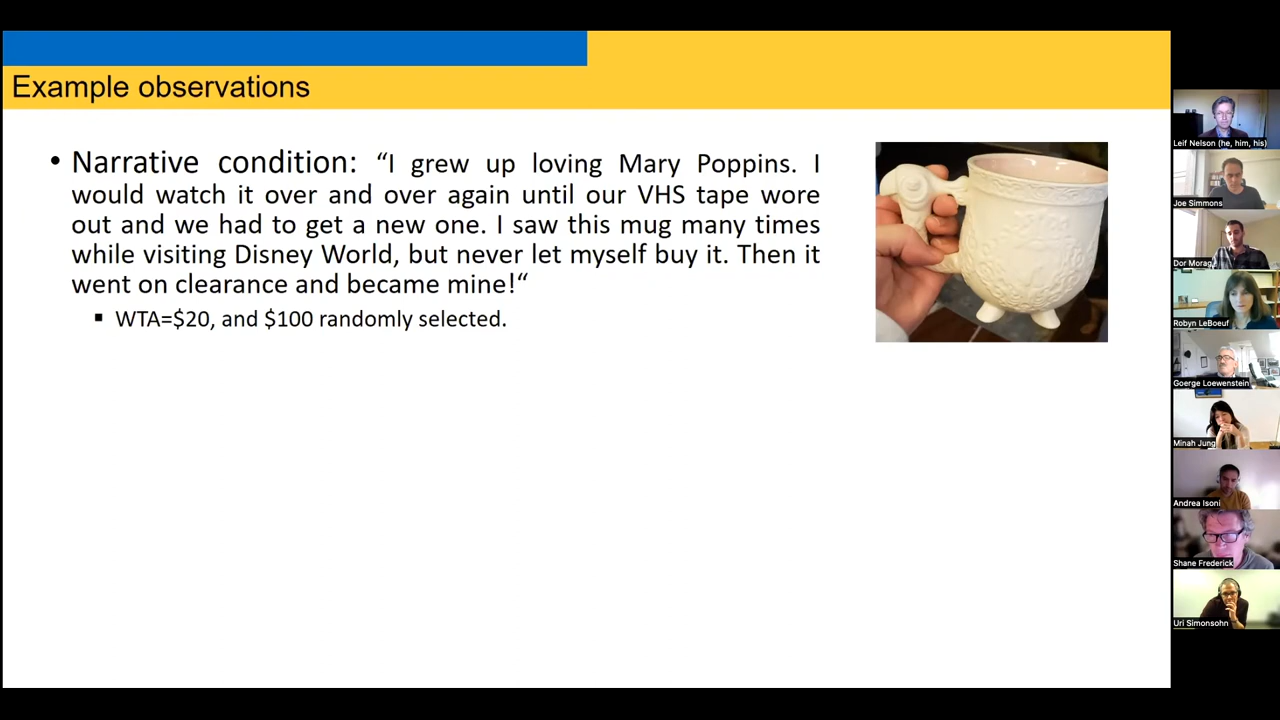 Example observations
• Narrative condition: “I grew up loving Mary Poppins. I
would watch it over and over again until our VHS tape wore
out and we had to get a new one. I saw this mug many times
while visiting Disney World, but never let myself buy it. Then it
went on clearance and became mine!“
▪ WTA=$20, and $100 randomly selected.
Leif Nelson (he, him, his)
Joe Simmons
Dor Morag
Robyn LeBoeuf
Goerge Loewenstein
Minah Jung
Andrea Isoni
Shane Frederick
Uri Simonsohn